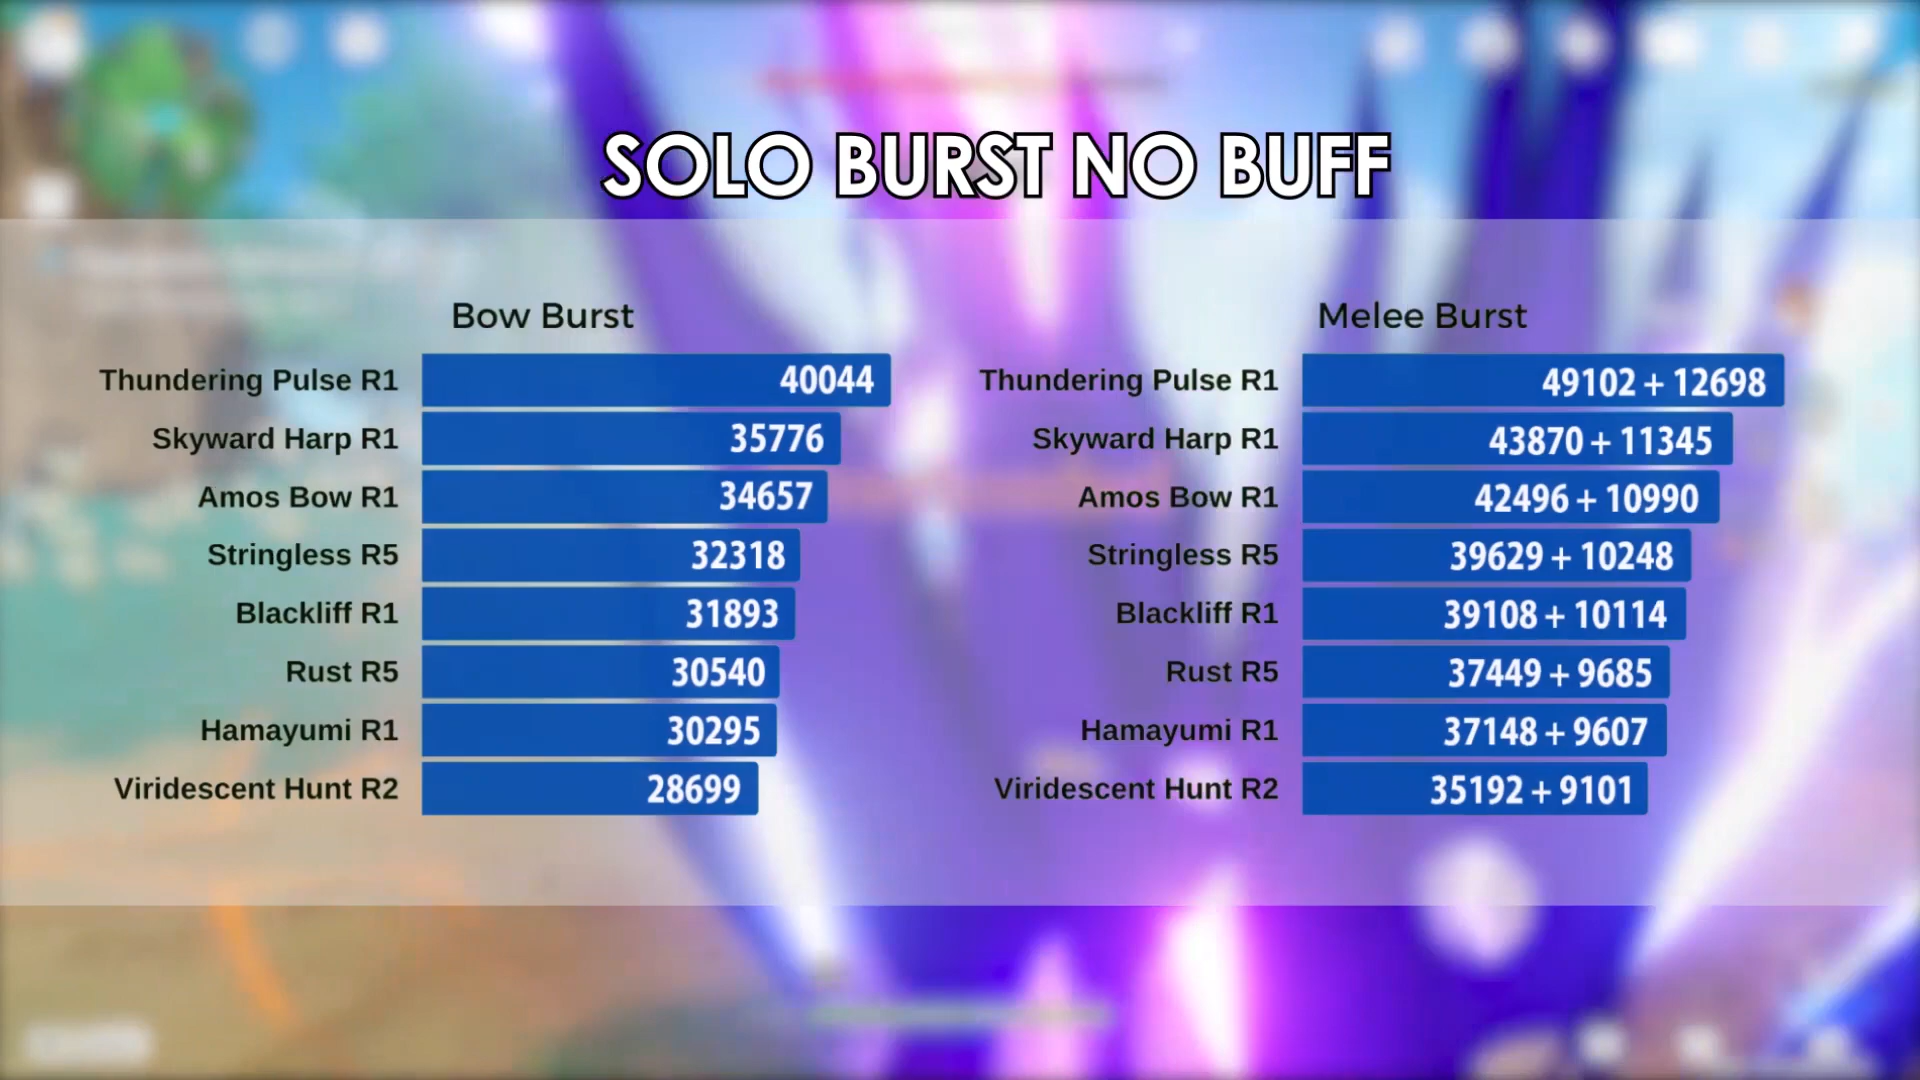 SOLO BURST NO BUFF
Bow Burst
Thundering Pulse R1 40044
Skyward Harp R1 35776
Amos Bow R1 34657
Stringless R5 32318
Blackliff R1 31893
Rust R5 30540
Hamayumi R1 30295
Viridescent Hunt R2 28699
Melee Burst
Thundering Pulse R1 49102 + 12698
Skyward Harp R1 43870 + 11345
Amos Bow R1 42496 + 10990
Stringless R5 39629 + 10248
Blackliff R1 39108 + 10114
Rust R5 37449 + 9685
Hamayumi R1 37148 + 9607
Viridescent Hunt R2 35192 + 9101